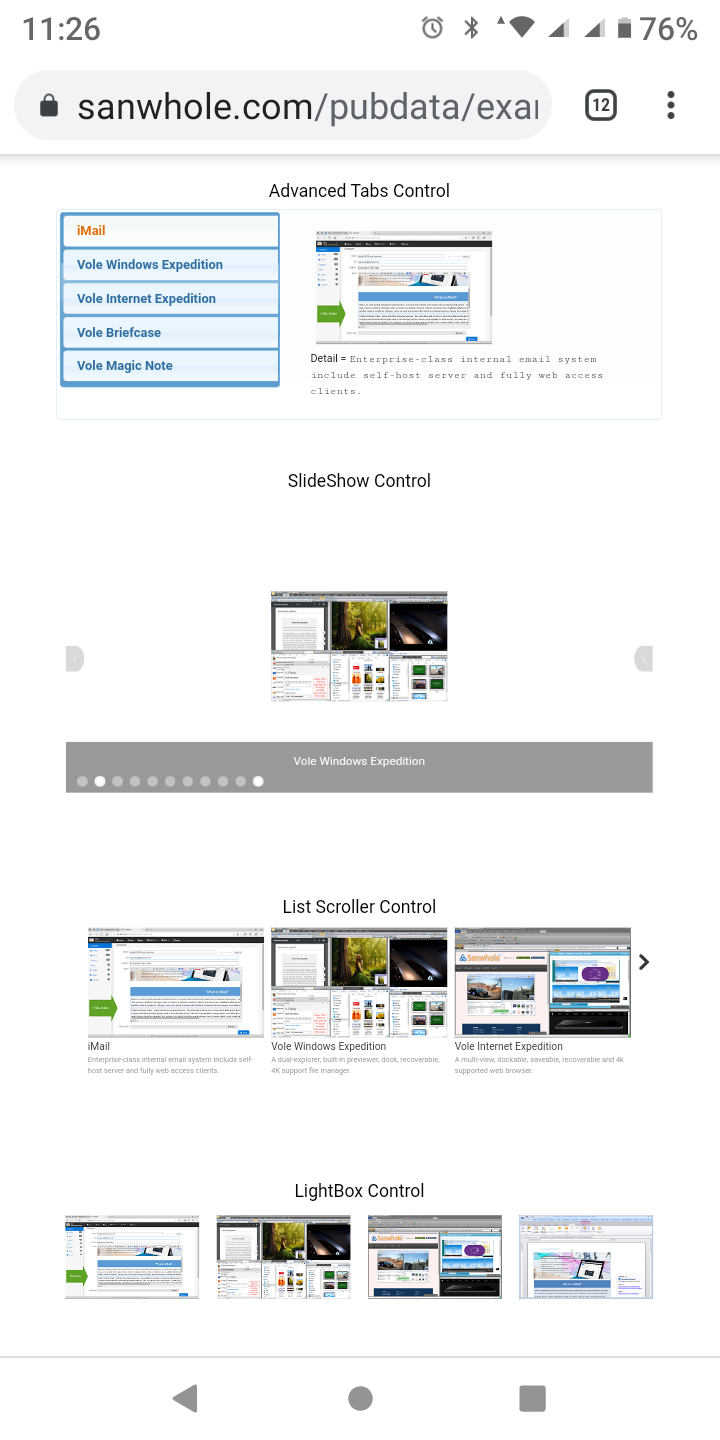 11:26
76%
sanwhole.com/pubdata/exar
12
Advanced Tabs Control
iMail
Vole Windows Expedition
Vole Internet Expedition
Vole Briefcase
Vole Magic Note
Detail = Enterprise-class internal email system
include self-host server and fully web access
clients.
SlideShow Control
Vole Windows Expedition
List Scroller Control
Sanwhole
iMail
Enterprise-class internal email system include self-
host server and fully web access clients.
Vole Windows Expedition
A dual-explorer, built-in previewer, dock, recoverable,
4K support file manager.
Vole Internet Expedition
A multi-view, dockable, saveable, recoverable and 4k
supported web browser.
LightBox Control
Sanwhole